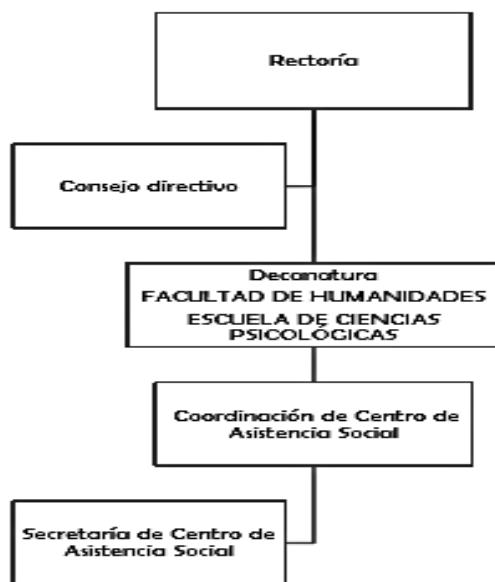 Rectoría
Consejo directivo
Decanatura
FACULTAD DE HUMANIDADES
ESCUELA DE CIENCIAS
PSICOLÓGICAS
Coordinación de Centro de
Asistencia Social
Secretaría de Centro de
Asistencia Social